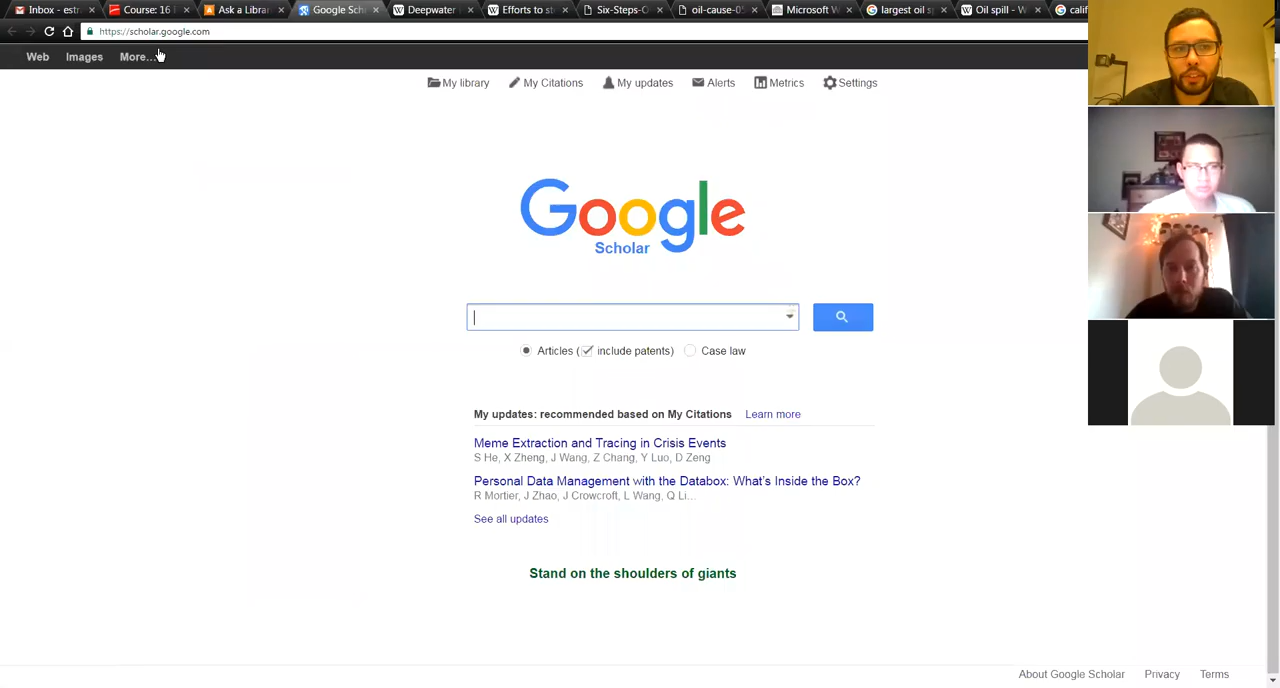 Inbox - estr
Course: 16
Ask a Librar
Google Sch
Deepwater
Efforts to st
Six-Steps-C
oil-cause-05
Microsoft W
largest oil s
Oil spill - W
calif
https://scholar.google.com
Web Images More...
My library My Citations My updates Alerts Metrics Settings
Google
Scholar
Articles ( include patents) Case law
My updates: recommended based on My Citations Learn more
Meme Extraction and Tracing in Crisis Events
S He, X Zheng, J Wang, Z Chang, Y Luo, D Zeng
Personal Data Management with the Databox: What's Inside the Box?
R Mortier, J Zhao, J Crowcroft, L Wang, Q Li...
See all updates
Stand on the shoulders of giants
About Google Scholar Privacy Terms